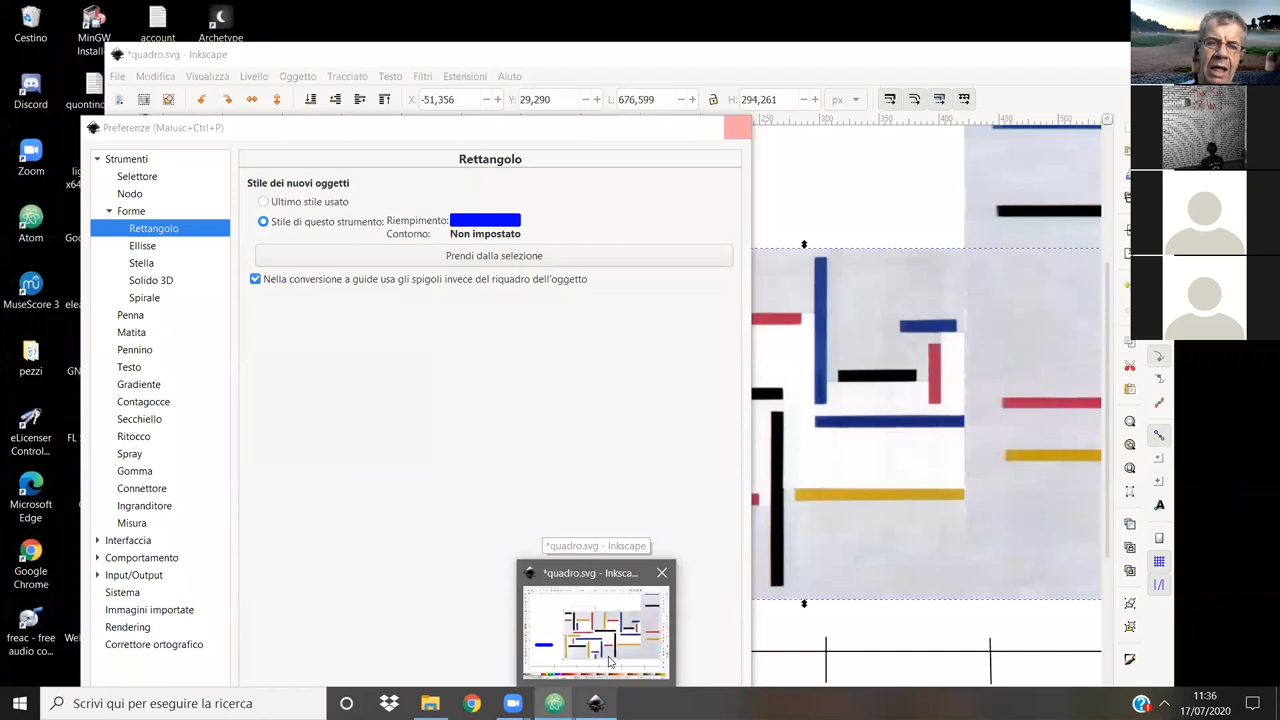 Cestino
MinGW
Install
account
Archetype
*quadro.svg - Inkscape
File Modifica Visualizza Livello Oggetto Tracciato Testo Filtri Estensioni Aiuto
X: -51,356
L: 676,599
H: 294,261
px
Preferenze (Maiusc+Ctrl+P)
250 300 350 400 450 500
Strumenti
Selettore
Nodo
Forme
Rettangolo
Ellisse
Stella
Solido 3D
Spirale
Penna
Matita
Pennino
Testo
Gradiente
Contagocce
Secchiello
Ritocco
Spray
Gomma
Connettore
Ingranditore
Misura
Interfaccia
Comportamento
Input/Output
Sistema
Immagini importate
Rendering
Correttore ortografico
Rettangolo
Stile dei nuovi oggetti
Ultimo stile usato
Stile di questo strumento: Riempimento:
Contorno: Non impostato
Prendi dalla selezione
Nella conversione a guide usa gli spigoli invece del riquadro dell'oggetto
*quadro.svg - Inkscape
*quadro.svg - Inksca...
Discord
Zoom
Atom
MuseScore 3
pezzi
eLicenser
Control...
Microsoft
Edge
Google
Chrome
freac - free
audio co...
Scrivi qui per eseguire la ricerca
11:36
17/07/2020